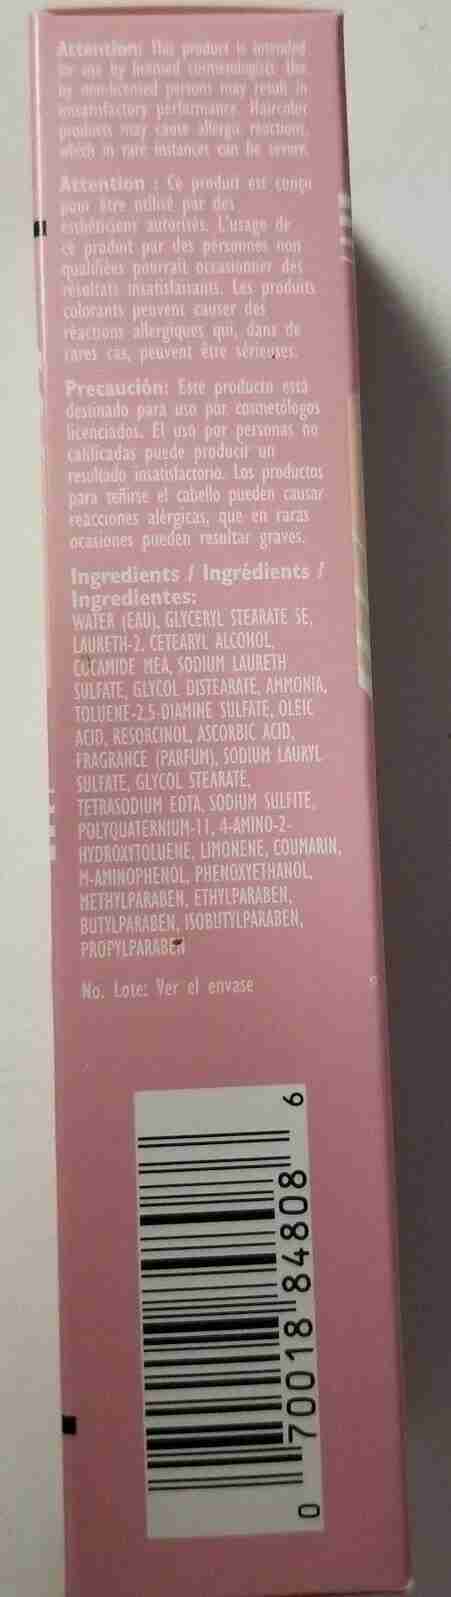 Attention: This product is intended
for use by licensed cosmetologists. Use
by non-licensed persons may result in
unsatisfactory performance. Haircolor
products may cause allergic reactions,
which in rare instances can be severe.
Attention : Ce produit est conçu
pour être utilisé par des
esthéticiens autorisés. L'usage de
ce produit par des personnes non
qualifiées pourrait occasionner des
résultats insatisfaisants. Les produits
colorants peuvent causer des
réactions allergiques qui, dans de
rares cas, peuvent être sérieuses.
Precaución: Este producto está
destinado para uso por cosmetólogos
licenciados. El uso por personas no
calificadas puede producir un
resultado insatisfactorio. Los productos
para teñirse el cabello pueden causar
reacciones alérgicas, que en raras
ocasiones pueden resultar graves.
Ingredients / Ingrédients /
Ingredientes:
WATER (EAU), GLYCERYL STEARATE SE,
LAURETH-2, CETEARYL ALCOHOL,
COCAMIDE MEA, SODIUM LAURETH
SULFATE, GLYCOL DISTEARATE, AMMONIA,
TOLUENE-2,5-DIAMINE SULFATE, OLEIC
ACID, RESORCINOL, ASCORBIC ACID,
FRAGRANCE (PARFUM), SODIUM LAURYL
SULFATE, GLYCOL STEARATE,
TETRASODIUM EDTA, SODIUM SULFITE,
POLYQUATERNIUM-11, 4-AMINO-2-
HYDROXYTOLUENE, LIMONENE, COUMARIN,
M-AMINOPHENOL, PHENOXYETHANOL,
METHYLPARABEN, ETHYLPARABEN,
BUTYLPARABEN, ISOBUTYLPARABEN,
PROPYLPARABEN
No. Lote: Ver el envase
0 70018 84808 6